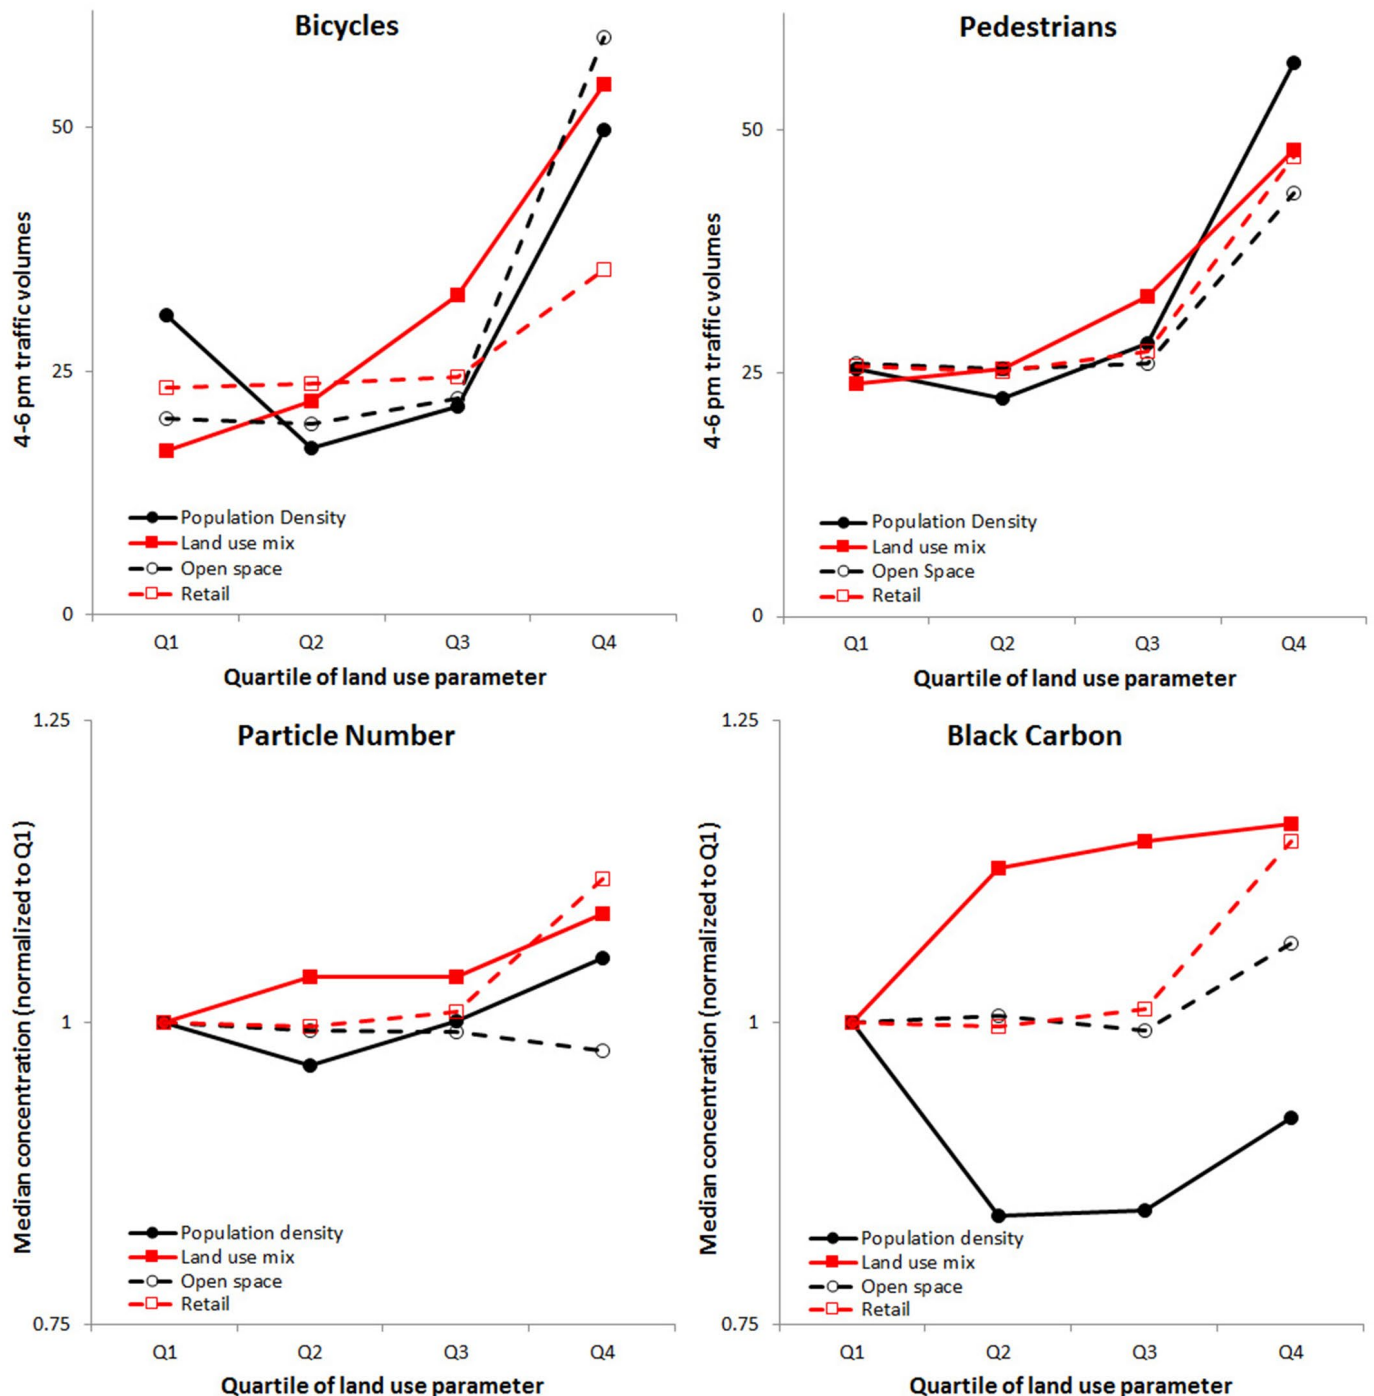 Bicycles
50
25
0
4-6 pm traffic volumes
Population Density
Land use mix
Open space
Retail
Q1 Q2 Q3 Q4
Quartile of land use parameter
Pedestrians
50
25
0
4-6 pm traffic volumes
Population Density
Land use mix
Open Space
Retail
Q1 Q2 Q3 Q4
Quartile of land use parameter
Particle Number
1.25
1
0.75
Median concentration (normalized to Q1)
Population density
Land use mix
Open space
Retail
Q1 Q2 Q3 Q4
Quartile of land use parameter
Black Carbon
1.25
1
0.75
Median concentration (normalized to Q1)
Population density
Land use mix
Open space
Retail
Q1 Q2 Q3 Q4
Quartile of land use parameter